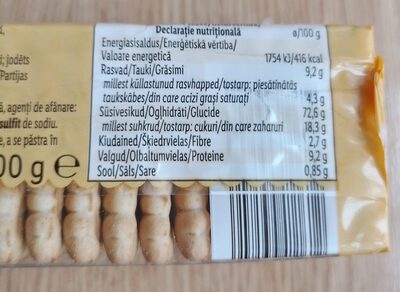 Declarație nutrițională
ø/100 g
Energiasisaldus/Enerģētiskā vērtība/
Valoare energetică 1754 kJ/416 kcal
Rasvad/Tauki/Grăsimi 9,2 g
millest küllastunud rasvhapped/tostarp: piesātinātās
taukskābes/din care acizi grași saturați 4,3 g
Süsivesikud/Ogļhidrāti/Glucide 72,6 g
millest suhkrud/tostarp: cukuri/din care zaharuri 18,3 g
Kiudained/Šķiedrvielas/Fibre 2,7 g
Valgud/Olbaltumvielas/Proteine 9,2 g
Sool/Sāls/Sare 0,85 g
jodēts
Partijas
agenți de afânare:
sulfit de sodiu.
a se păstra în
00 g e